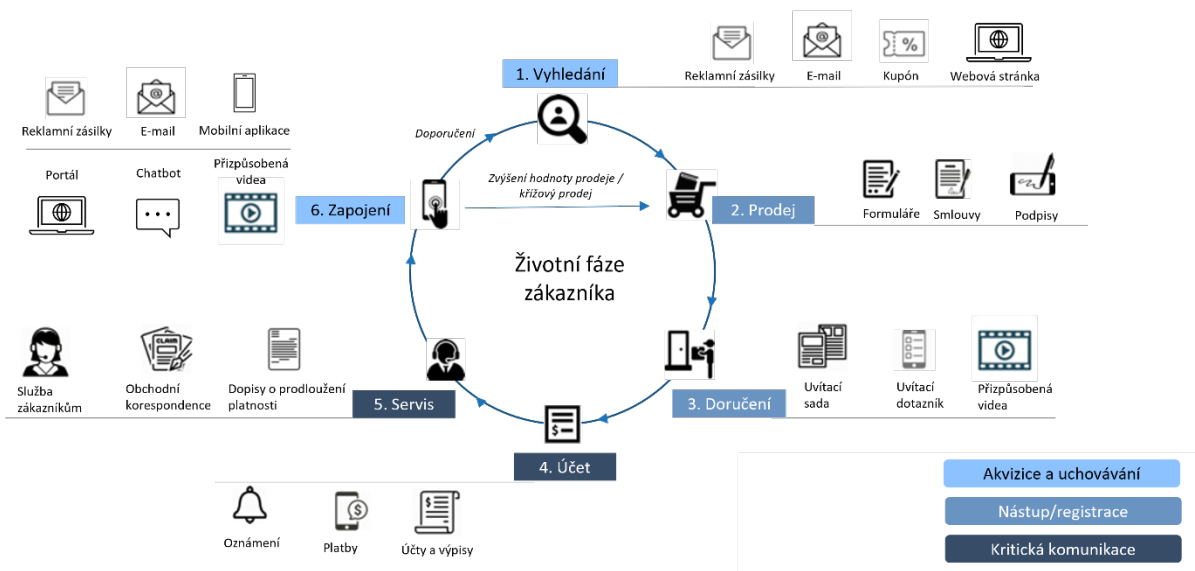 1. Vyhledání
Reklamní zásilky
E-mail
Kupón
Webová stránka
Reklamní zásilky
E-mail
Mobilní aplikace
Doporučení
Portál
Chatbot
Přizpůsobená
videa
6. Zapojení
Zvýšení hodnoty prodeje /
křížový prodej
2. Prodej
Formuláře
Smlouvy
Podpisy
Životní fáze
zákazníka
Služba
zákazníkům
Obchodní
korespondence
CLAIM
Dopisy o prodloužení
platnosti
5. Servis
3. Doručení
Uvítací
sada
Uvítací
dotazník
Přizpůsobená
videa
4. Účet
Oznámení
Platby
Účty a výpisy
Akvizice a uchovávání
Nástup/registrace
Kritická komunikace